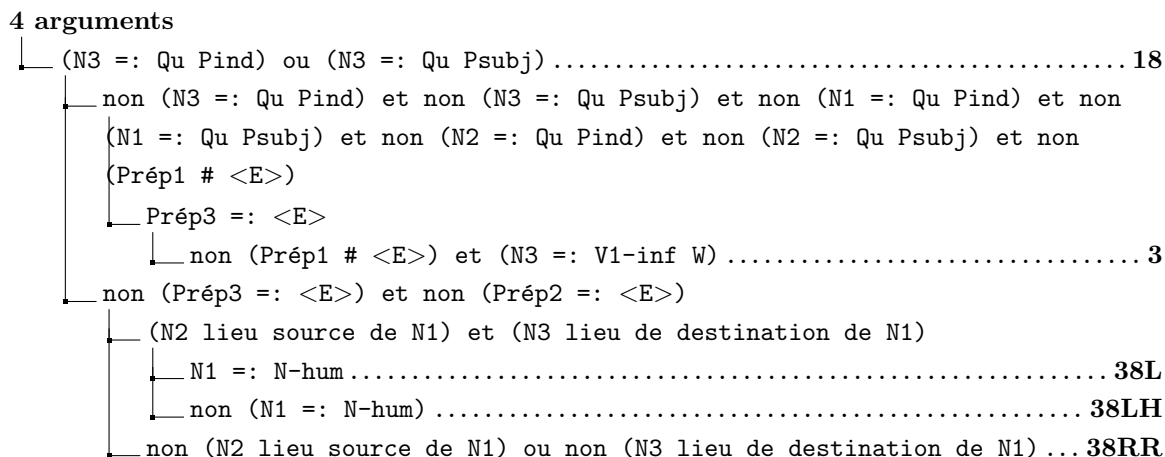 4 arguments
(N3 =: Qu Pind) ou (N3 =: Qu Psubj) ................................................ 18
non (N3 =: Qu Pind) et non (N3 =: Qu Psubj) et non (N1 =: Qu Pind) et non
(N1 =: Qu Psubj) et non (N2 =: Qu Pind) et non (N2 =: Qu Psubj) et non
(Prép1 # <E>)
Prép3 =: <E>
non (Prép1 # <E>) et (N3 =: V1-inf W) .................................. 3
non (Prép3 =: <E>) et non (Prép2 =: <E>)
(N2 lieu source de N1) et (N3 lieu de destination de N1)
N1 =: N-hum ................................................................ 38L
non (N1 =: N-hum) ...................................................... 38LH
non (N2 lieu source de N1) ou non (N3 lieu de destination de N1) ... 38RR